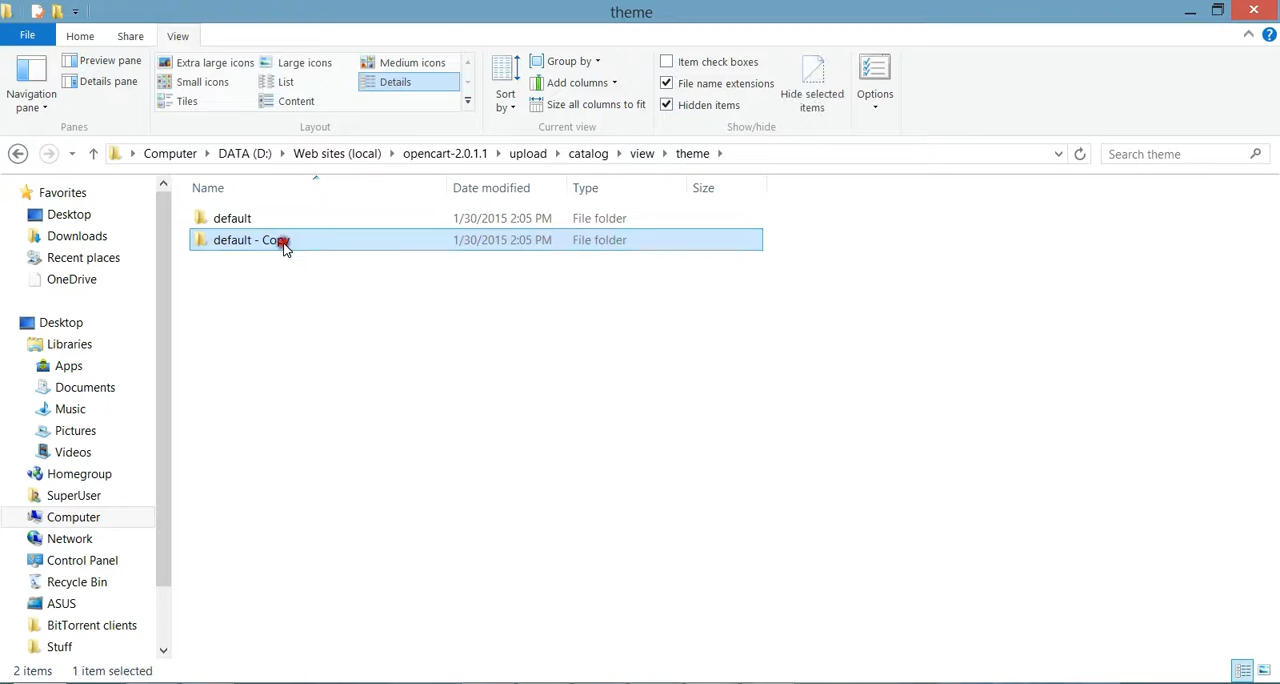 theme
File Home Share View
Navigation pane
Preview pane
Details pane
Panes
Extra large icons Large icons Medium icons
Small icons List Details
Tiles Content
Layout
Sort by
Group by
Add columns
Size all columns to fit
Current view
Item check boxes
File name extensions
Hidden items
Hide selected items
Show/hide
Options
Computer DATA (D:) Web sites (local) opencart-2.0.1.1 upload catalog view theme
Search theme
Name Date modified Type Size
default 1/30/2015 2:05 PM File folder
default - Copy 1/30/2015 2:05 PM File folder
Favorites
Desktop
Downloads
Recent places
OneDrive
Desktop
Libraries
Apps
Documents
Music
Pictures
Videos
Homegroup
SuperUser
Computer
Network
Control Panel
Recycle Bin
ASUS
BitTorrent clients
Stuff
2 items 1 item selected